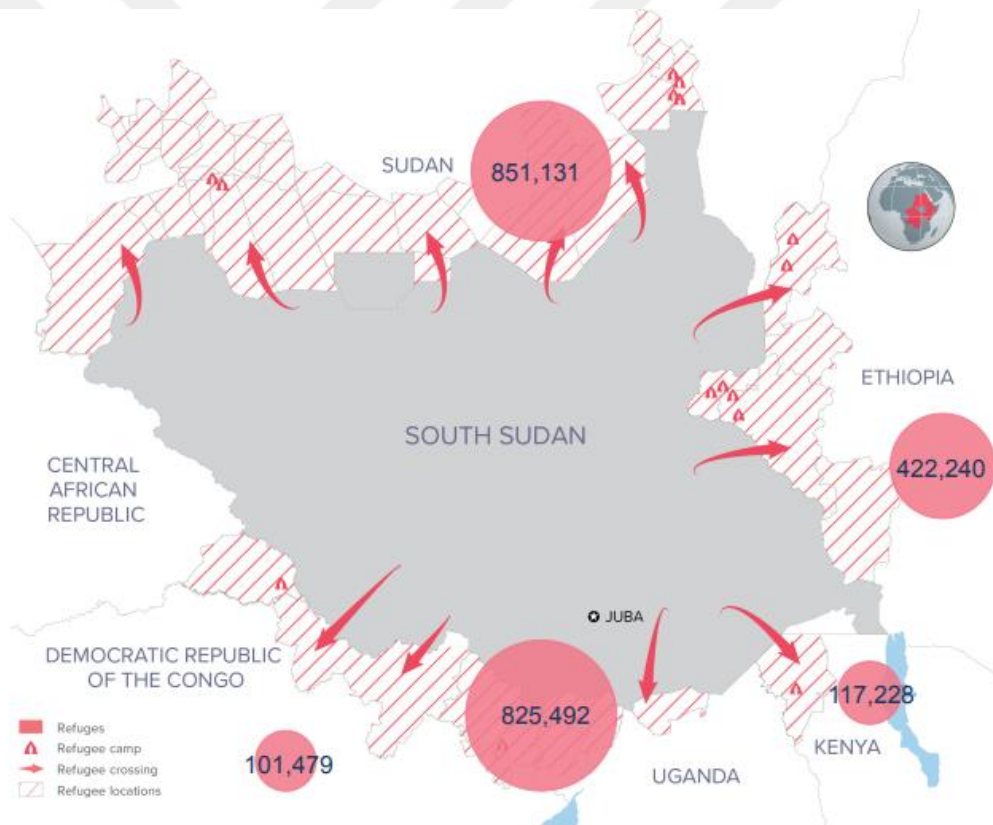 SUDAN
851,131
ETHIOPIA
422,240
SOUTH SUDAN
CENTRAL
AFRICAN
REPUBLIC
JUBA
DEMOCRATIC REPUBLIC
OF THE CONGO
825,492
117,228
KENYA
UGANDA
101,479
Refuges
Refugee camp
Refugee crossing
Refugee locations